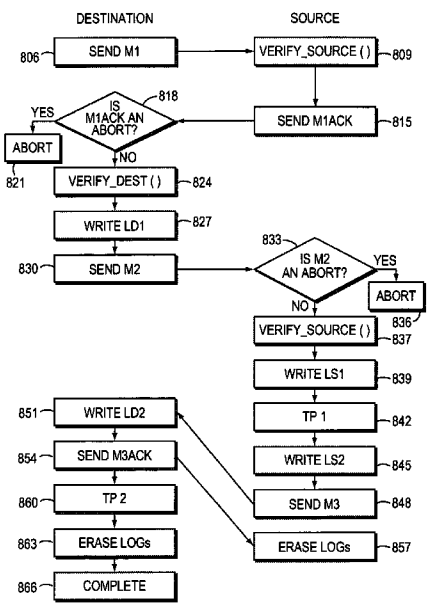 DESTINATION
SOURCE
806
SEND M1
VERIFY_SOURCE ( )
809
818
IS
M1ACK AN
ABORT?
YES
NO
SEND M1ACK
815
ABORT
821
VERIFY_DEST ( )
824
WRITE LD1
827
830
SEND M2
833
IS M2
AN ABORT?
YES
NO
ABORT
836
VERIFY_SOURCE ( )
837
WRITE LS1
839
851
WRITE LD2
TP 1
842
854
SEND M3ACK
WRITE LS2
845
860
TP 2
SEND M3
848
863
ERASE LOGs
ERASE LOGs
857
866
COMPLETE